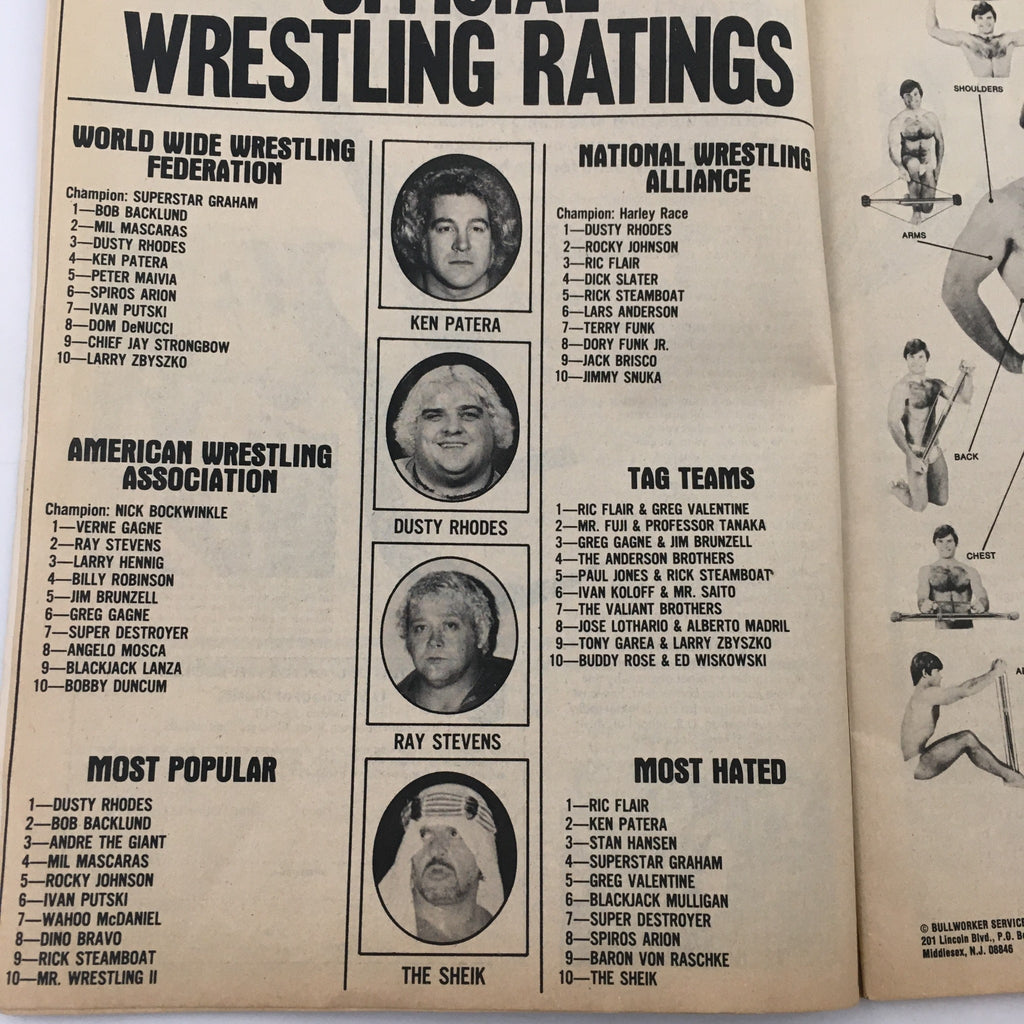 OFFICIAL
WRESTLING RATINGS
WORLD WIDE WRESTLING
FEDERATION
Champion: SUPERSTAR GRAHAM
1—BOB BACKLUND
2—MIL MASCARAS
3—DUSTY RHODES
4—KEN PATERA
5—PETER MAIVIA
6—SPIROS ARION
7—IVAN PUTSKI
8—DOM DeNUCCI
9—CHIEF JAY STRONGBOW
10—LARRY ZBYSZKO
AMERICAN WRESTLING
ASSOCIATION
Champion: NICK BOCKWINKLE
1—VERNE GAGNE
2—RAY STEVENS
3—LARRY HENNIG
4—BILLY ROBINSON
5—JIM BRUNZELL
6—GREG GAGNE
7—SUPER DESTROYER
8—ANGELO MOSCA
9—BLACKJACK LANZA
10—BOBBY DUNCUM
MOST POPULAR
1—DUSTY RHODES
2—BOB BACKLUND
3—ANDRE THE GIANT
4—MIL MASCARAS
5—ROCKY JOHNSON
6—IVAN PUTSKI
7—WAHOO McDANIEL
8—DINO BRAVO
9—RICK STEAMBOAT
10—MR. WRESTLING II
KEN PATERA
DUSTY RHODES
RAY STEVENS
THE SHEIK
NATIONAL WRESTLING
ALLIANCE
Champion: Harley Race
1—DUSTY RHODES
2—ROCKY JOHNSON
3—RIC FLAIR
4—DICK SLATER
5—RICK STEAMBOAT
6—LARS ANDERSON
7—TERRY FUNK
8—DORY FUNK JR.
9—JACK BRISCO
10—JIMMY SNUKA
TAG TEAMS
1—RIC FLAIR & GREG VALENTINE
2—MR. FUJI & PROFESSOR TANAKA
3—GREG GAGNE & JIM BRUNZELL
4—THE ANDERSON BROTHERS
5—PAUL JONES & RICK STEAMBOAT
6—IVAN KOLOFF & MR. SAITO
7—THE VALIANT BROTHERS
8—JOSE LOTHARIO & ALBERTO MADRIL
9—TONY GAREA & LARRY ZBYSZKO
10—BUDDY ROSE & ED WISKOWSKI
MOST HATED
1—RIC FLAIR
2—KEN PATERA
3—STAN HANSEN
4—SUPERSTAR GRAHAM
5—GREG VALENTINE
6—BLACKJACK MULLIGAN
7—SUPER DESTROYER
8—SPIROS ARION
9—BARON VON RASCHKE
10—THE SHEIK
SHOULDERS
ARMS
BACK
CHEST
© BULLWORKER SERVICE
201 Lincoln Blvd., P.O.
Middlesex, N.J. 08846